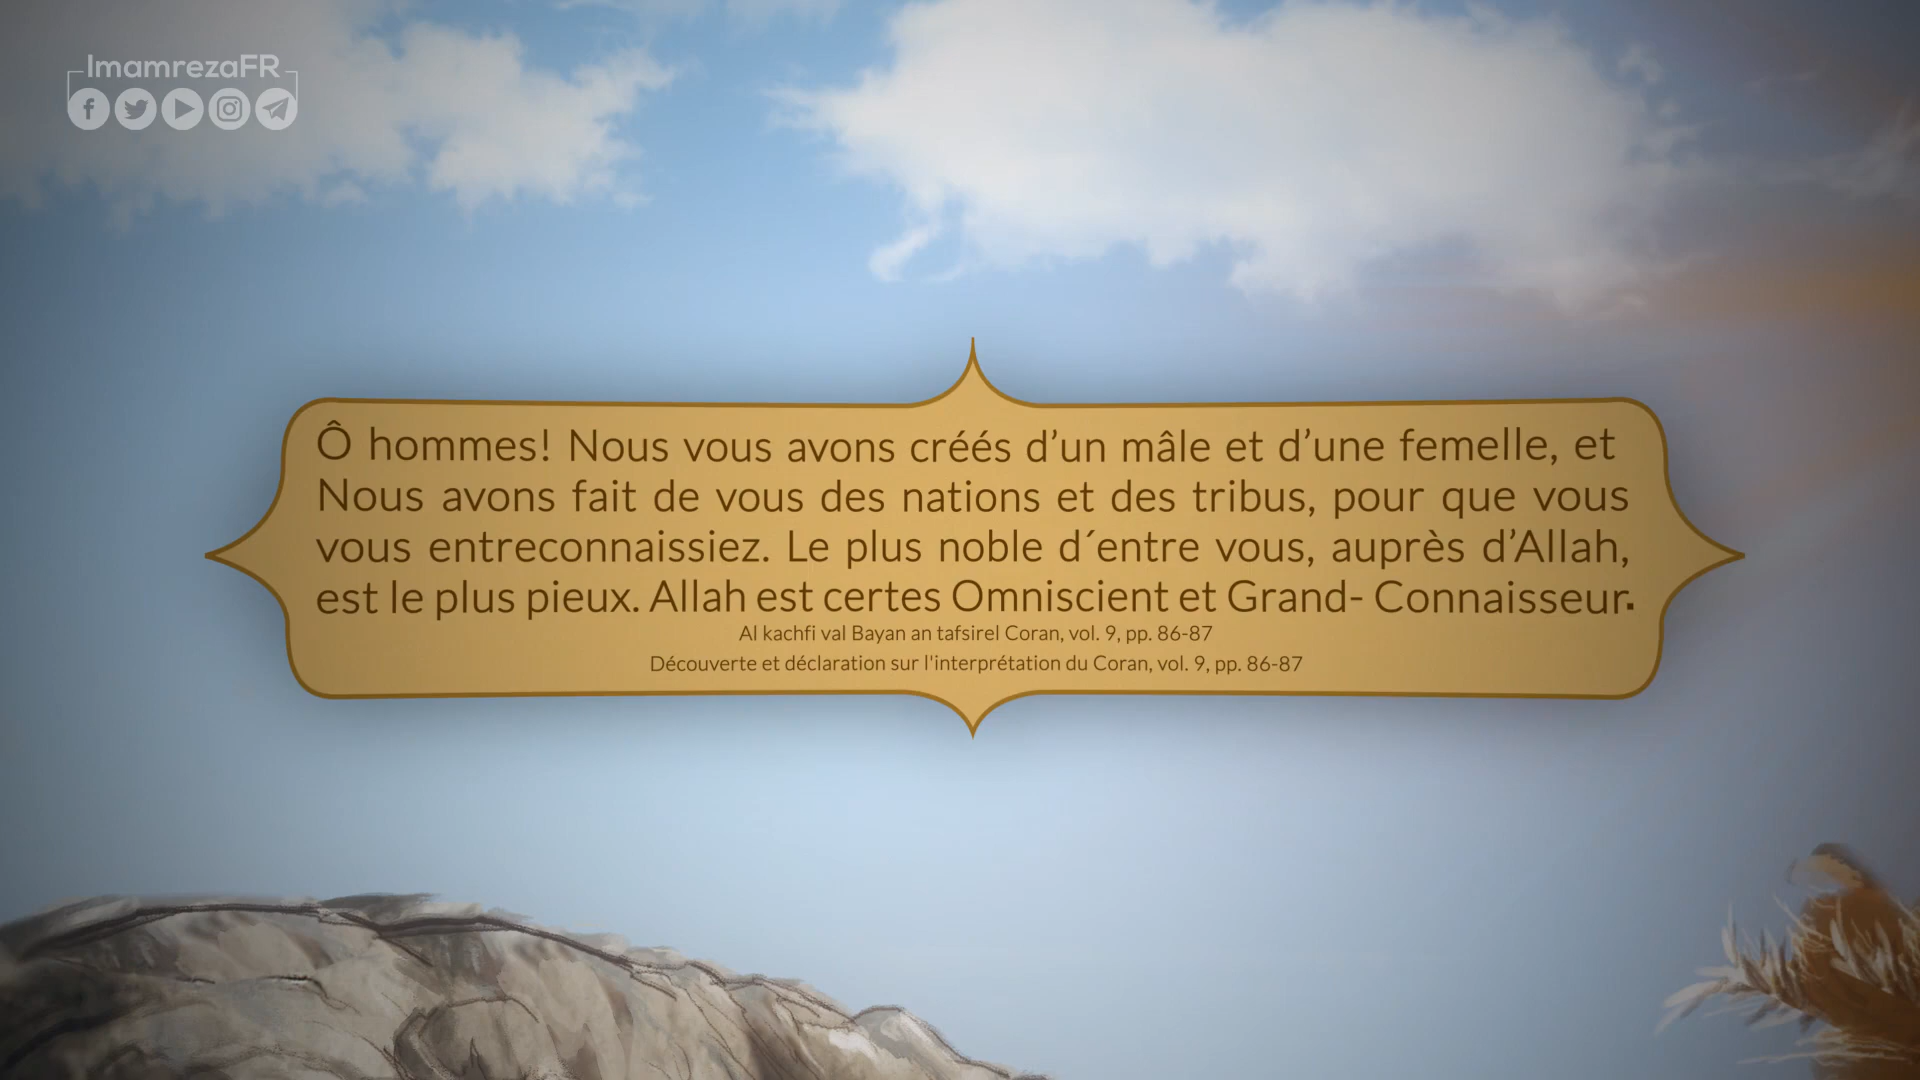 ImamrezaFR
Ô hommes! Nous vous avons créés d’un mâle et d’une femelle, et
Nous avons fait de vous des nations et des tribus, pour que vous
vous entreconnaissiez. Le plus noble d´entre vous, auprès d’Allah,
est le plus pieux. Allah est certes Omniscient et Grand- Connaisseur.
Al kachfi val Bayan an tafsirel Coran, vol. 9, pp. 86-87
Découverte et déclaration sur l'interprétation du Coran, vol. 9, pp. 86-87